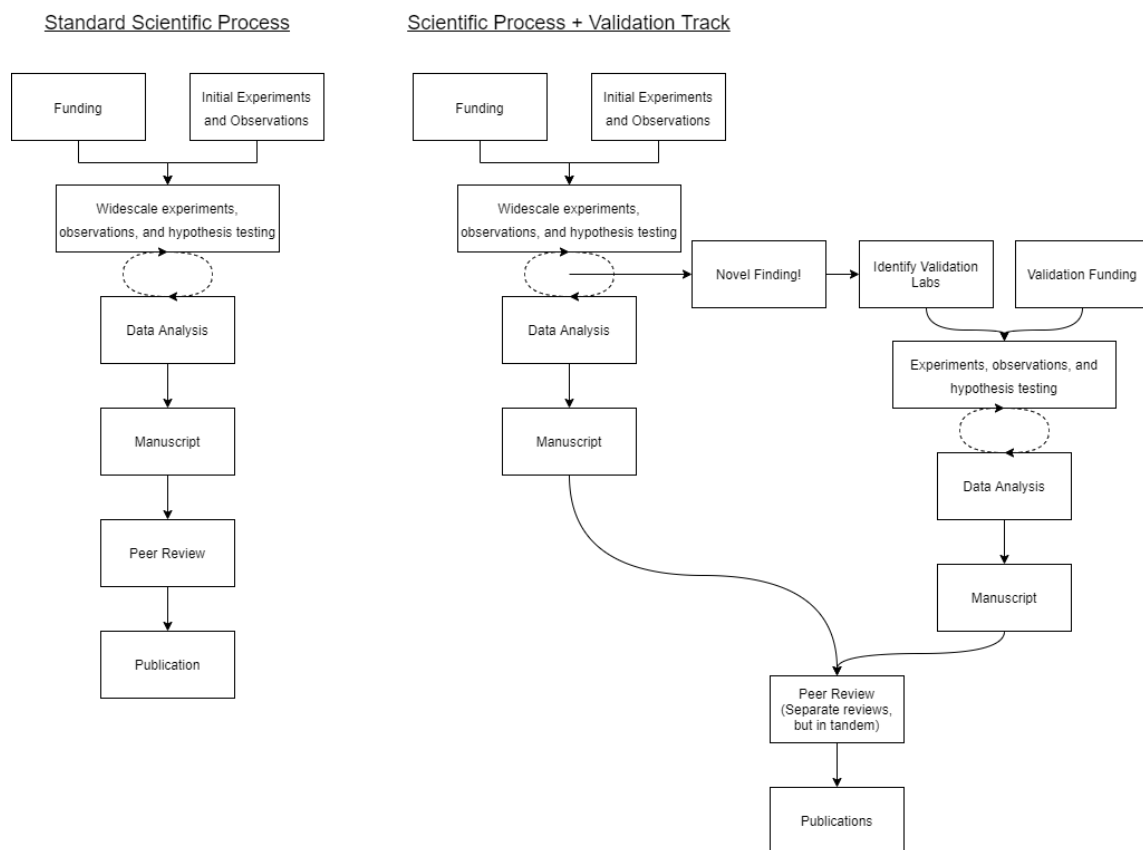 Standard Scientific Process
Funding
Initial Experiments
and Observations
Widescale experiments,
observations, and hypothesis testing
Data Analysis
Manuscript
Peer Review
Publication
Scientific Process + Validation Track
Funding
Initial Experiments
and Observations
Widescale experiments,
observations, and hypothesis testing
Data Analysis
Manuscript
Novel Finding!
Identify Validation
Labs
Validation Funding
Experiments, observations, and
hypothesis testing
Data Analysis
Manuscript
Peer Review
(Separate reviews,
but in tandem)
Publications